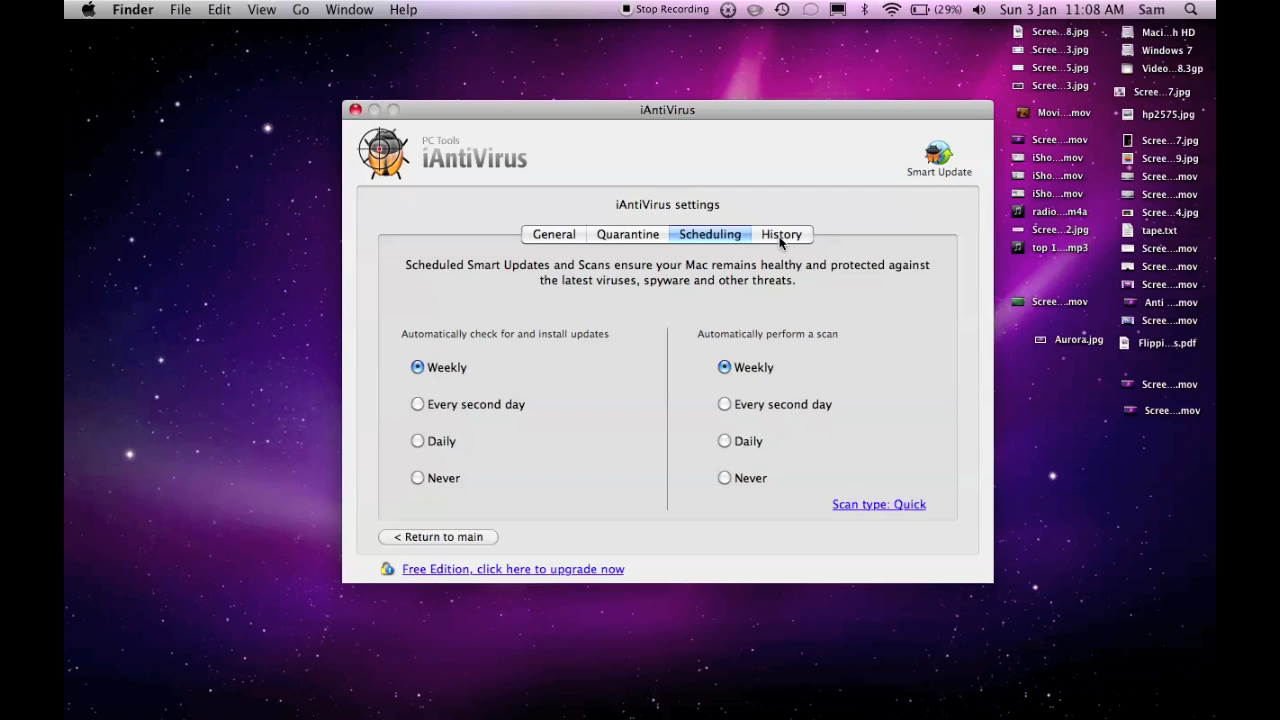 Finder File Edit View Go Window Help Stop Recording (29%) Sun 3 Jan 11:08 AM Sam
Scree...8.jpg Maci...h HD
Scree...3.jpg Windows 7
Scree...5.jpg Video...8.3gp
Scree...3.jpg Scree...7.jpg
Movi....mov hp2575.jpg
Scree....mov Scree...7.jpg
iSho....mov Scree...9.jpg
iSho....mov Scree....mov
iSho....mov Scree....mov
radio...m4a Scree...4.jpg
Scree...2.jpg tape.txt
top 1...mp3 Scree....mov
Scree....mov
Scree....mov
Scree....mov Anti ....mov
Scree....mov
Aurora.jpg Flippi...s.pdf
Scree....mov
Scree....mov
iAntiVirus
PC Tools
iAntiVirus
Smart Update
iAntiVirus settings
General Quarantine Scheduling History
Scheduled Smart Updates and Scans ensure your Mac remains healthy and protected against
the latest viruses, spyware and other threats.
Automatically check for and install updates
Weekly
Every second day
Daily
Never
Automatically perform a scan
Weekly
Every second day
Daily
Never
Scan type: Quick
< Return to main
Free Edition, click here to upgrade now